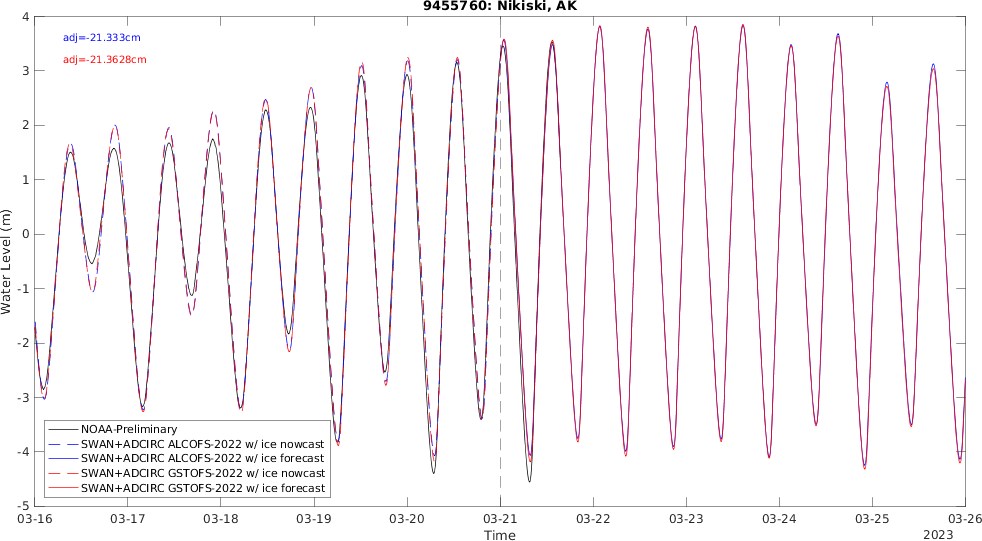 9455760: Nikiski, AK
adj=-21.333cm
adj=-21.3628cm
Water Level (m)
4
3
2
1
0
-1
-2
-3
-4
-5
NOAA-Preliminary
SWAN+ADCIRC ALCOFS-2022 w/ ice nowcast
SWAN+ADCIRC ALCOFS-2022 w/ ice forecast
SWAN+ADCIRC GSTOFS-2022 w/ ice nowcast
SWAN+ADCIRC GSTOFS-2022 w/ ice forecast
03-16 03-17 03-18 03-19 03-20 03-21 03-22 03-23 03-24 03-25 03-26
Time
2023